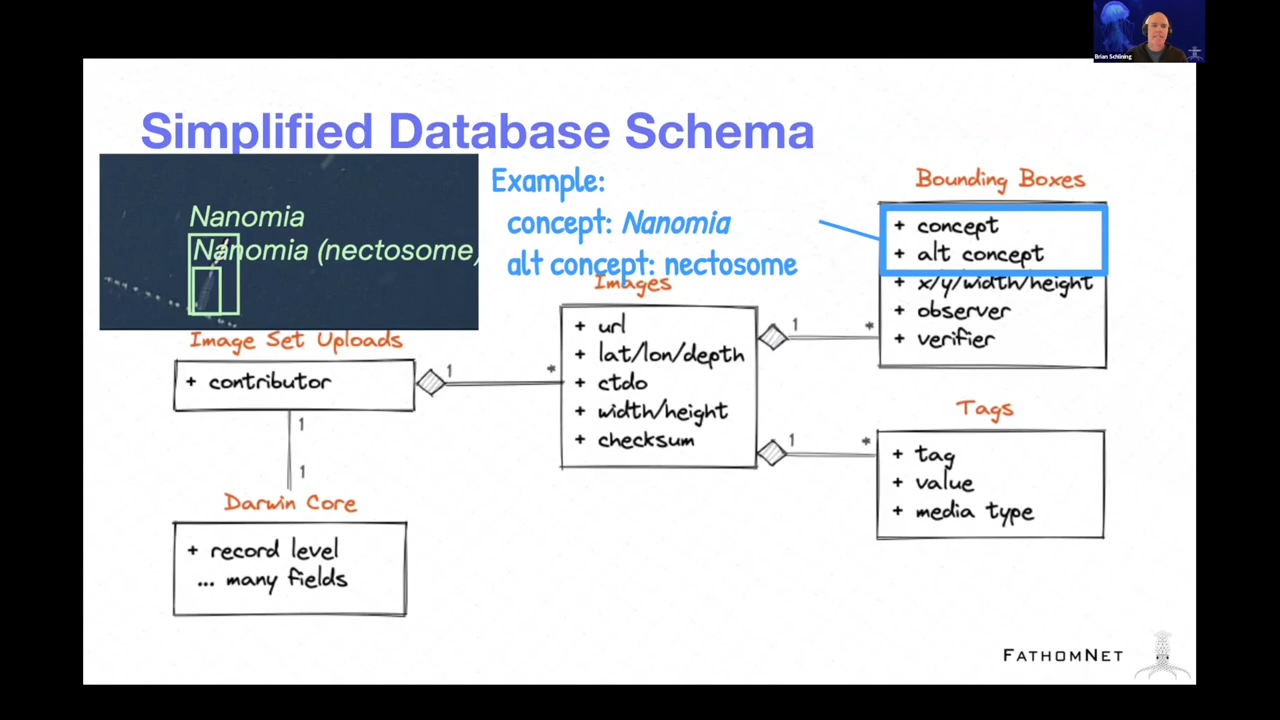 Brian Schlining
Simplified Database Schema
Nanomia
Nanomia (nectosome)
Example:
concept: Nanomia
alt concept: nectosome
Bounding Boxes
+ concept
+ alt concept
+ x/y/width/height
+ observer
+ verifier
Images
+ url
+ lat/lon/depth
+ ctdo
+ width/height
+ checksum
1 *
Image Set Uploads
+ contributor
1 *
1
1
Darwin Core
+ record level
... many fields
1 *
Tags
+ tag
+ value
+ media type
FATHOMNET